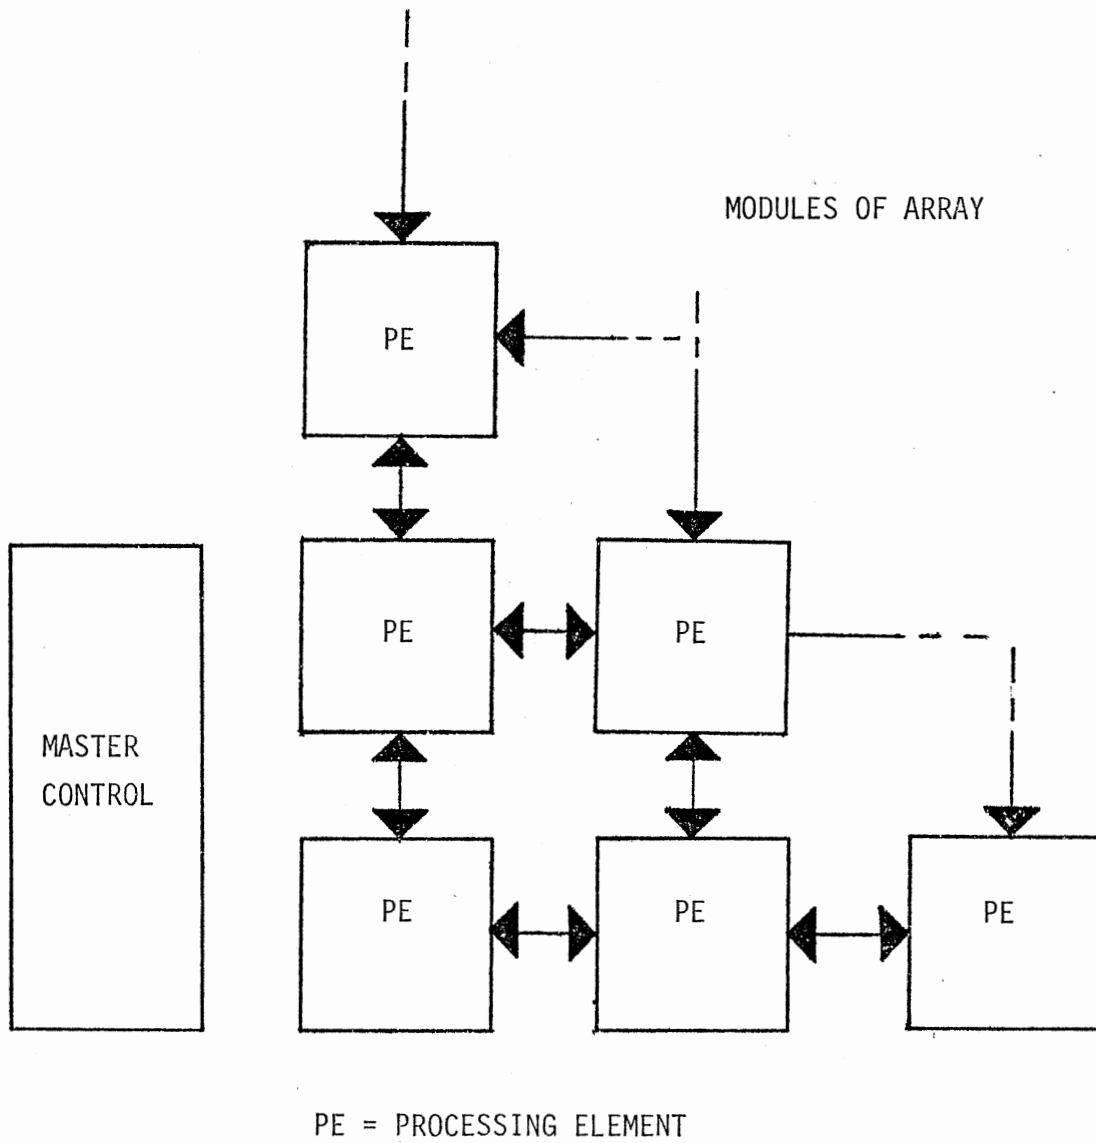 MODULES OF ARRAY
PE
PE
PE
MASTER
CONTROL
PE
PE
PE
PE = PROCESSING ELEMENT